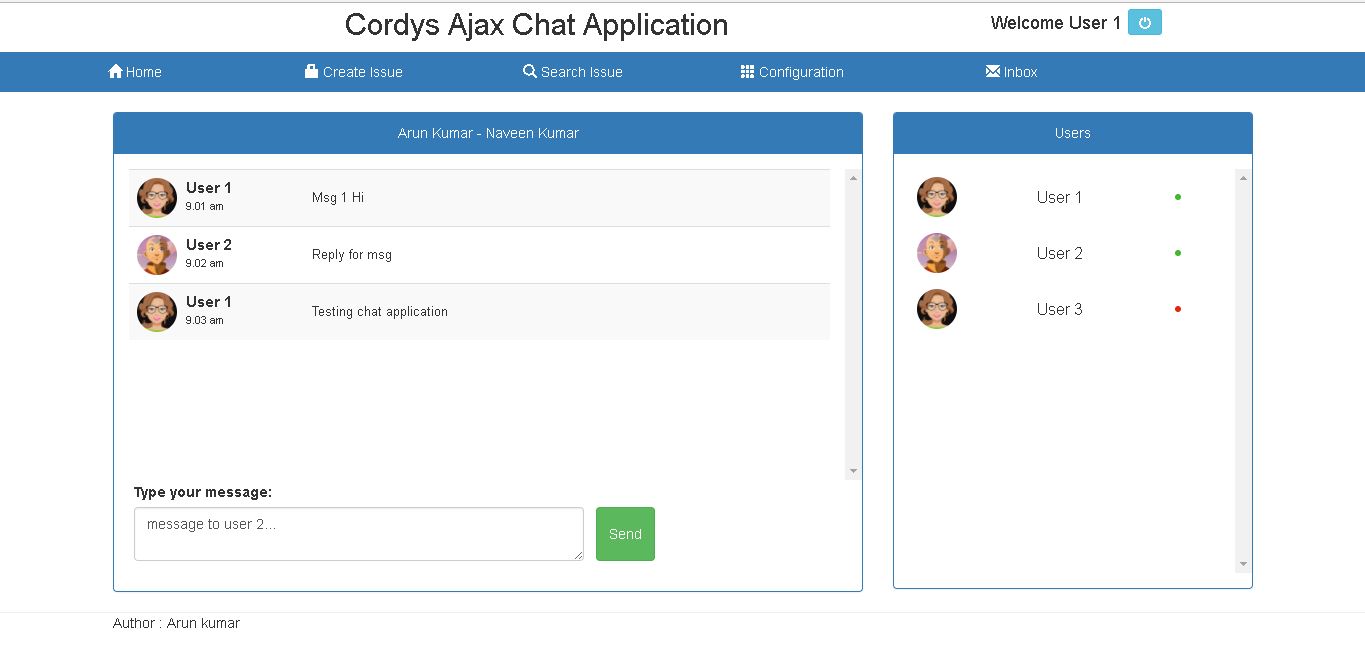 Cordys Ajax Chat Application
Welcome User 1
Home
Create Issue
Search Issue
Configuration
Inbox
Arun Kumar - Naveen Kumar
User 1
9.01 am
Msg 1 Hi
User 2
9.02 am
Reply for msg
User 1
9.03 am
Testing chat application
Type your message:
message to user 2...
Send
Users
User 1
User 2
User 3
Author : Arun kumar